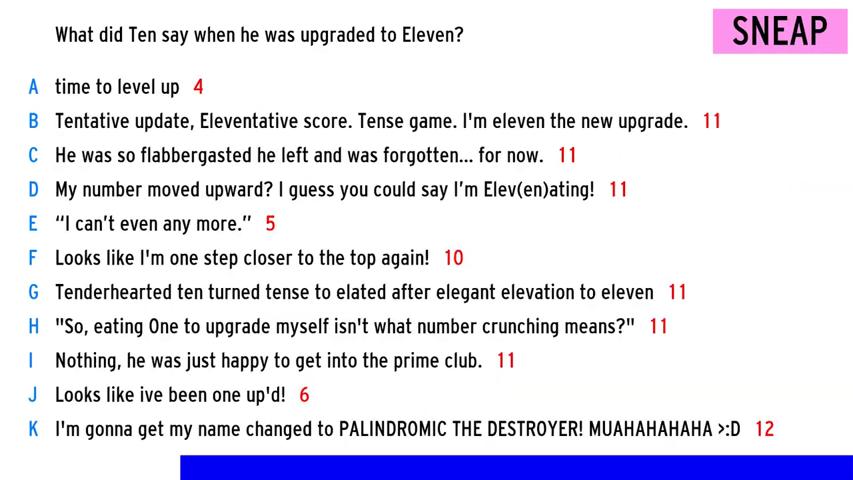 What did Ten say when he was upgraded to Eleven?
SNEAP
A time to level up 4
B Tentative update, Eleventative score. Tense game. I'm eleven the new upgrade. 11
C He was so flabbergasted he left and was forgotten... for now. 11
D My number moved upward? I guess you could say I’m Elev(en)ating! 11
E “I can’t even any more.” 5
F Looks like I'm one step closer to the top again! 10
G Tenderhearted ten turned tense to elated after elegant elevation to eleven 11
H "So, eating One to upgrade myself isn't what number crunching means?" 11
I Nothing, he was just happy to get into the prime club. 11
J Looks like ive been one up'd! 6
K I'm gonna get my name changed to PALINDROMIC THE DESTROYER! MUAHAHAHAHA >:D 12